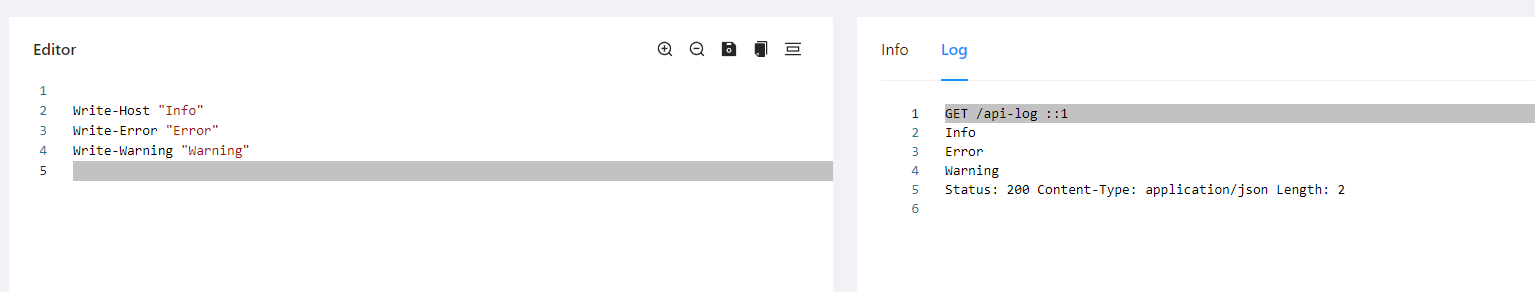 Editor
1
2 Write-Host "Info"
3 Write-Error "Error"
4 Write-Warning "Warning"
5
Info Log
1 GET /api-log ::1
2 Info
3 Error
4 Warning
5 Status: 200 Content-Type: application/json Length: 2
6